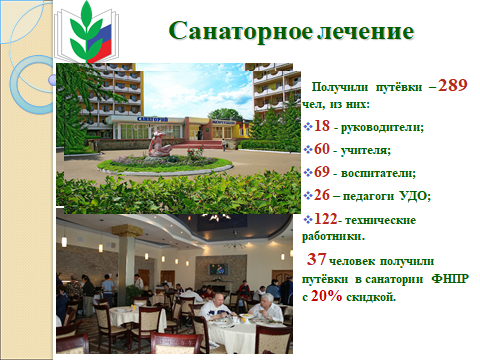 Санаторное лечение
Получили путёвки – 289
чел, из них:
18 - руководители;
60 - учителя;
69 - воспитатели;
26 – педагоги УДО;
122- технические
работники.
37 человек получили
путёвки в санатории ФНПР
с 20% скидкой.
САНАТОРИЙ